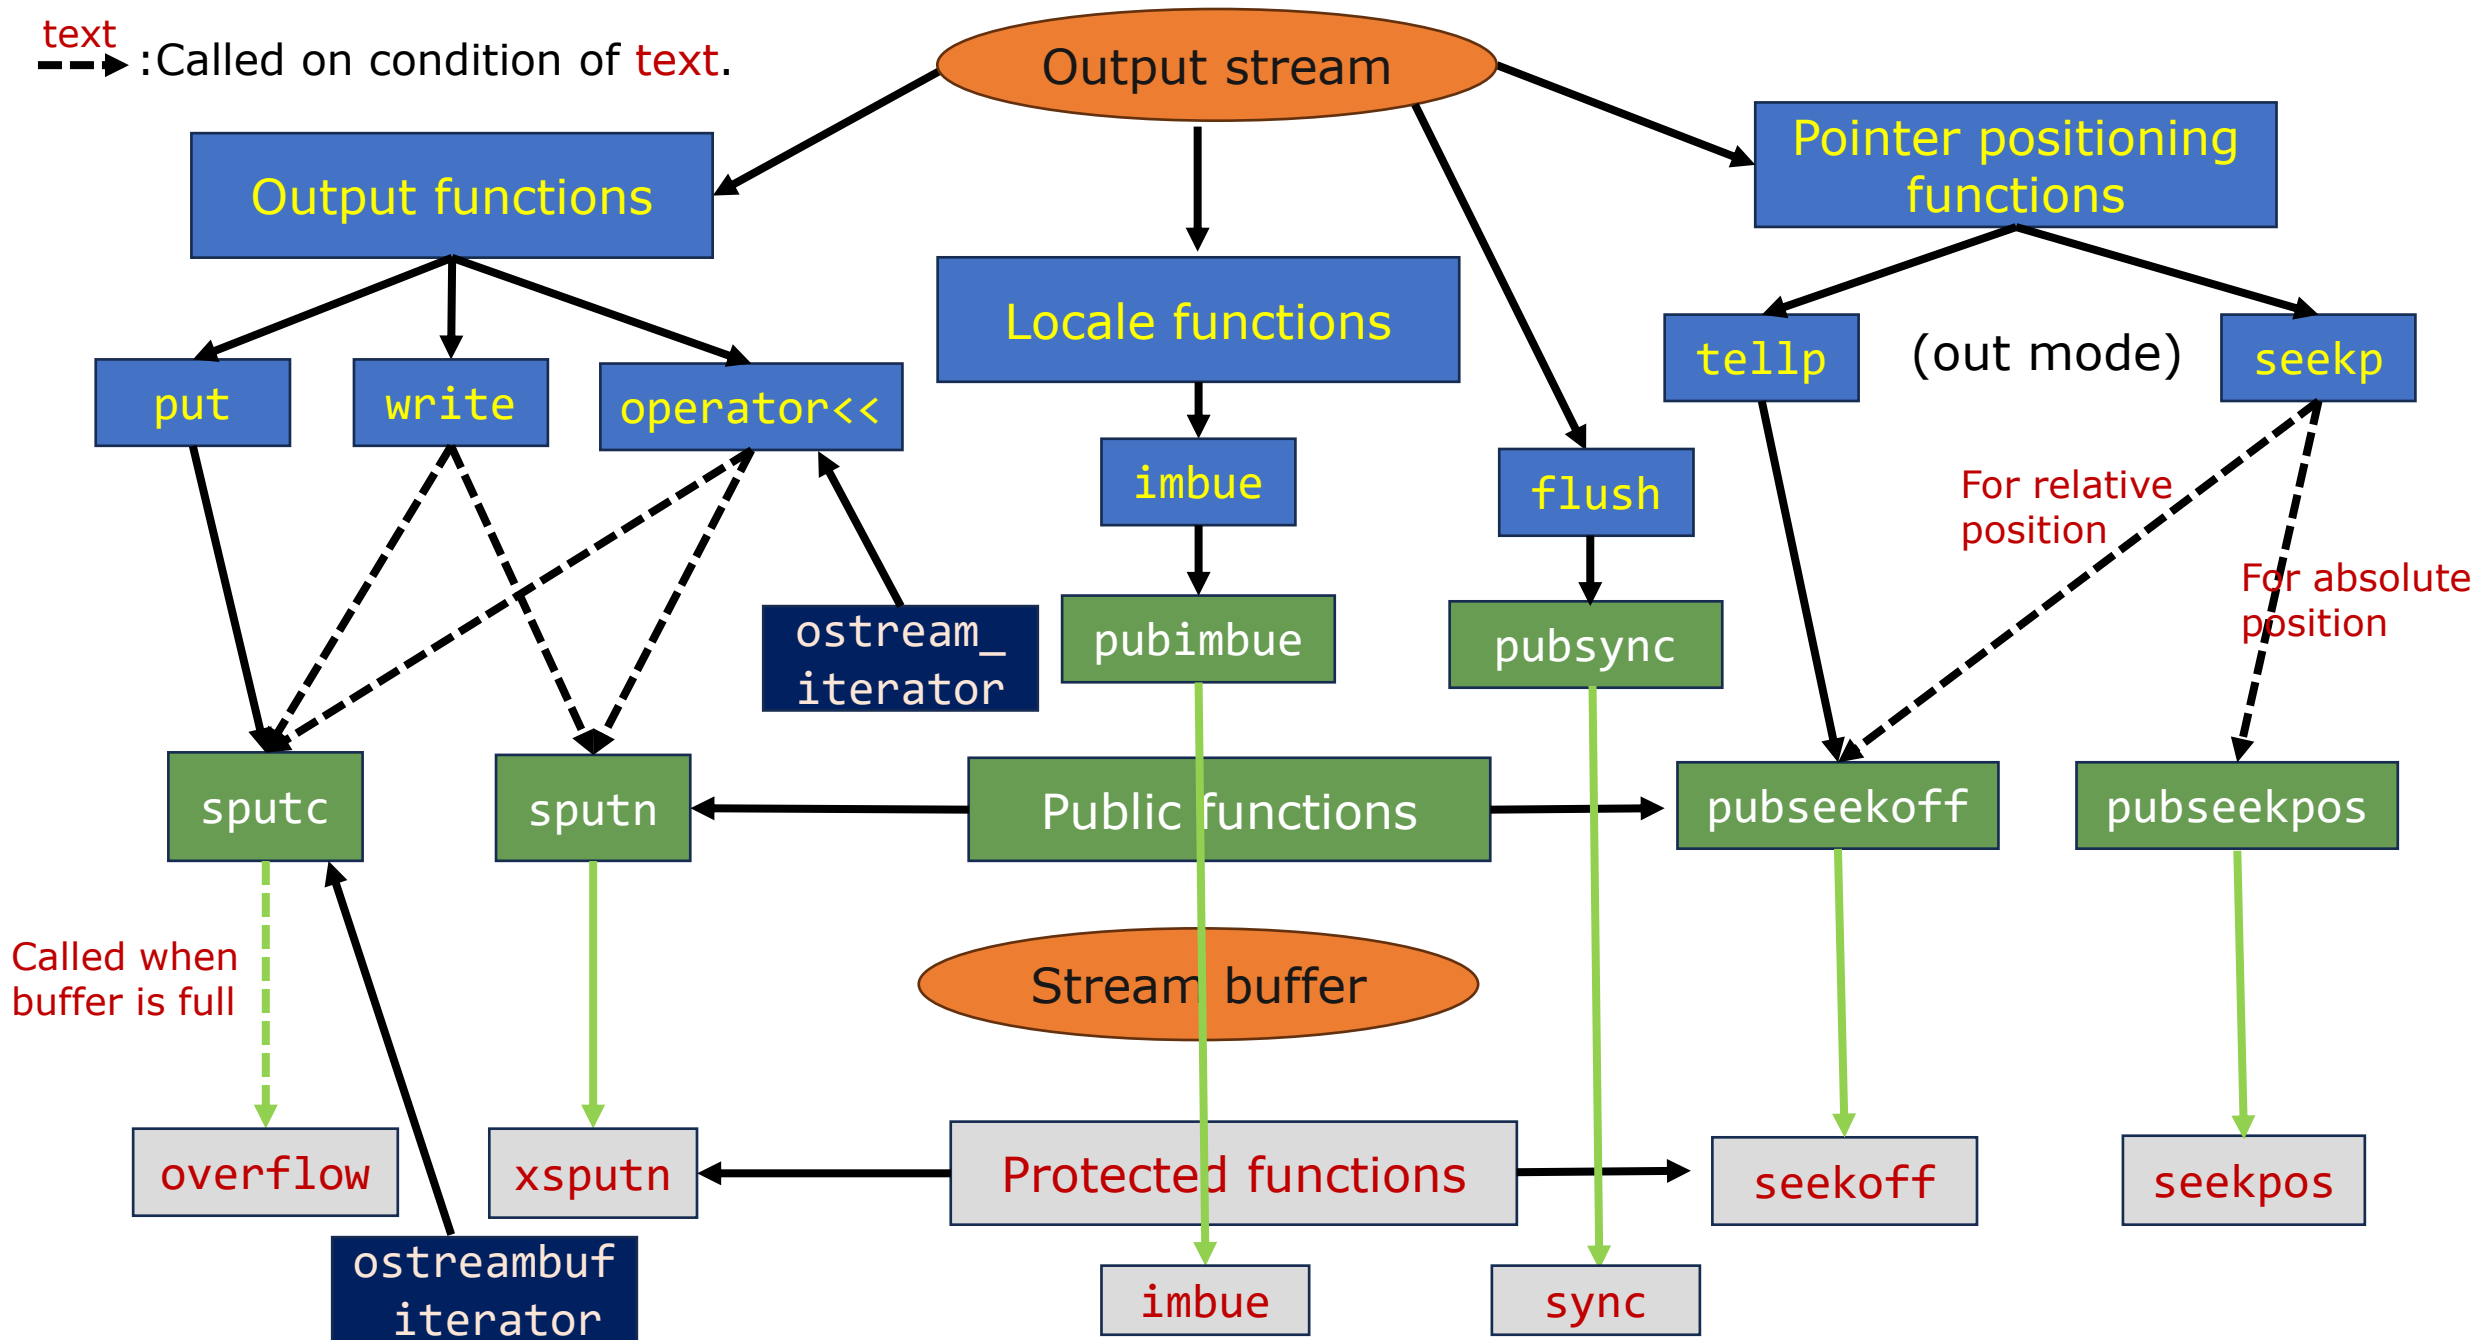 text
:Called on condition of text.
Output stream
Output functions
Pointer positioning
functions
Locale functions
put
write
operator<<
tellp
(out mode)
seekp
imbue
flush
For relative
position
For absolute
position
ostream_
iterator
pubimbue
pubsync
sputc
sputn
Public functions
pubseekoff
pubseekpos
Called when
buffer is full
Stream buffer
overflow
xsputn
Protected functions
seekoff
seekpos
ostreambuf
iterator
imbue
sync